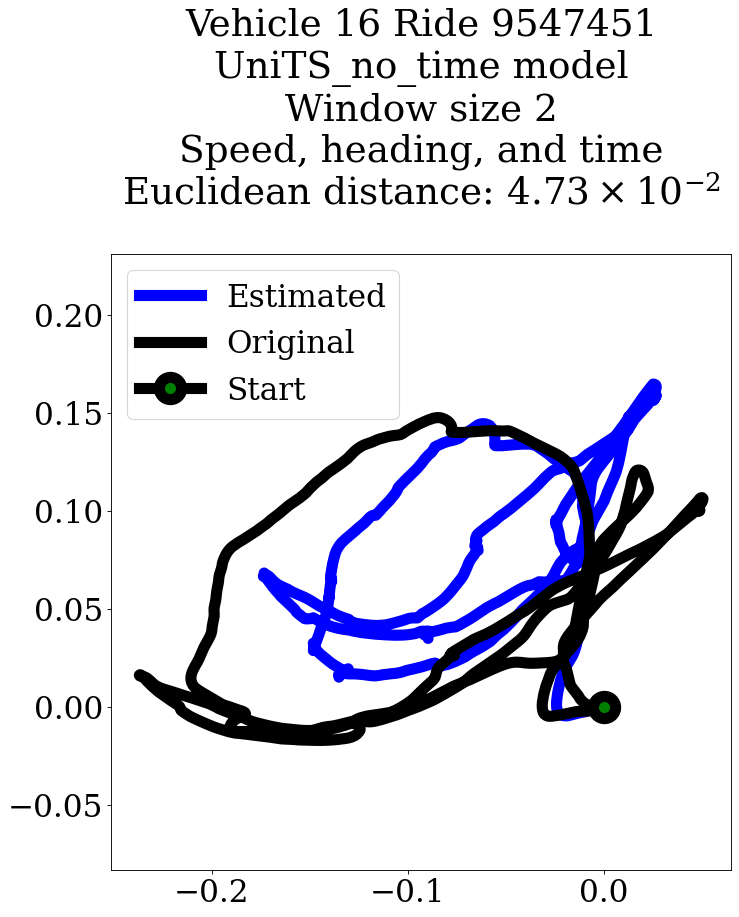 Vehicle 16 Ride 9547451
UniTS_no_time model
Window size 2
Speed, heading, and time
Euclidean distance: 4.73 × 10⁻²
Estimated
Original
Start
0.20
0.15
0.10
0.05
0.00
−0.05
−0.2
−0.1
0.0